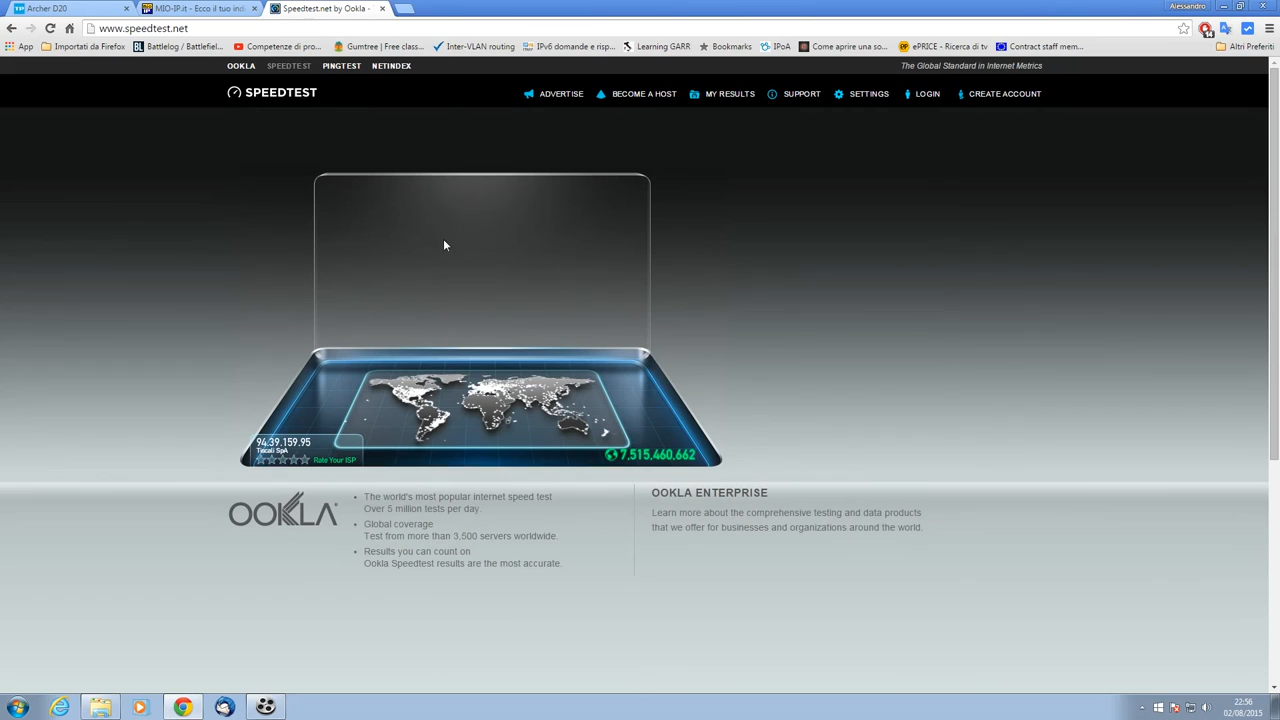 Archer D20
MIO-IP.it - Ecco il tuo indi
Speedtest.net by Ookla -
Alessandro
www.speedtest.net
App
Importati da Firefox
Battlelog / Battlefiel...
Competenze di pro...
Gumtree | Free class...
Inter-VLAN routing
IPv6 domande e risp...
Learning GARR
Bookmarks
IPoA
Come aprire una so...
ePRICE - Ricerca di tv
Contract staff mem...
Altri Preferiti
OOKLA SPEEDTEST PINGTEST NETINDEX
The Global Standard in Internet Metrics
SPEEDTEST
ADVERTISE BECOME A HOST MY RESULTS SUPPORT SETTINGS LOGIN CREATE ACCOUNT
94.39.159.95
Tiscali SpA
Rate Your ISP
7,515,460,662
OOKLA
• The world's most popular internet speed test
Over 5 million tests per day.
• Global coverage
Test from more than 3,500 servers worldwide.
• Results you can count on
Ookla Speedtest results are the most accurate.
OOKLA ENTERPRISE
Learn more about the comprehensive testing and data products
that we offer for businesses and organizations around the world.
22:56
02/08/2015